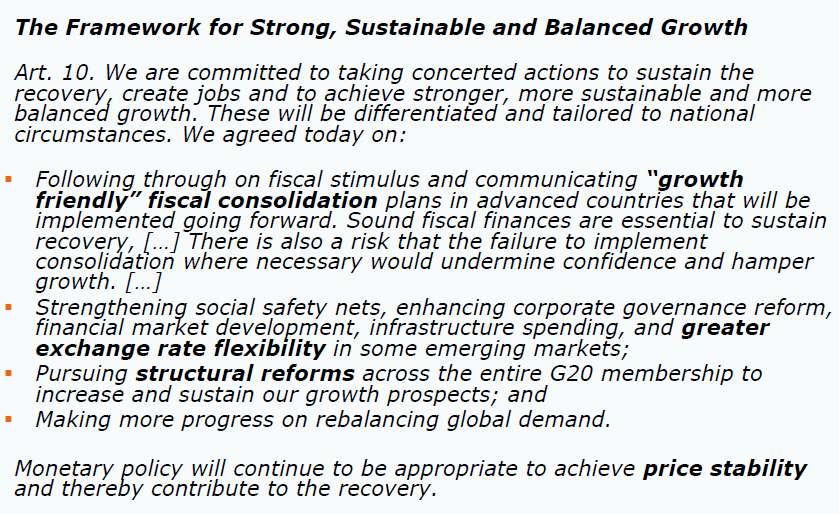 The Framework for Strong, Sustainable and Balanced Growth
Art. 10. We are committed to taking concerted actions to sustain the
recovery, create jobs and to achieve stronger, more sustainable and more
balanced growth. These will be differentiated and tailored to national
circumstances. We agreed today on:
▪ Following through on fiscal stimulus and communicating “growth
friendly” fiscal consolidation plans in advanced countries that will be
implemented going forward. Sound fiscal finances are essential to sustain
recovery, […] There is also a risk that the failure to implement
consolidation where necessary would undermine confidence and hamper
growth. […]
▪ Strengthening social safety nets, enhancing corporate governance reform,
financial market development, infrastructure spending, and greater
exchange rate flexibility in some emerging markets;
▪ Pursuing structural reforms across the entire G20 membership to
increase and sustain our growth prospects; and
▪ Making more progress on rebalancing global demand.
Monetary policy will continue to be appropriate to achieve price stability
and thereby contribute to the recovery.